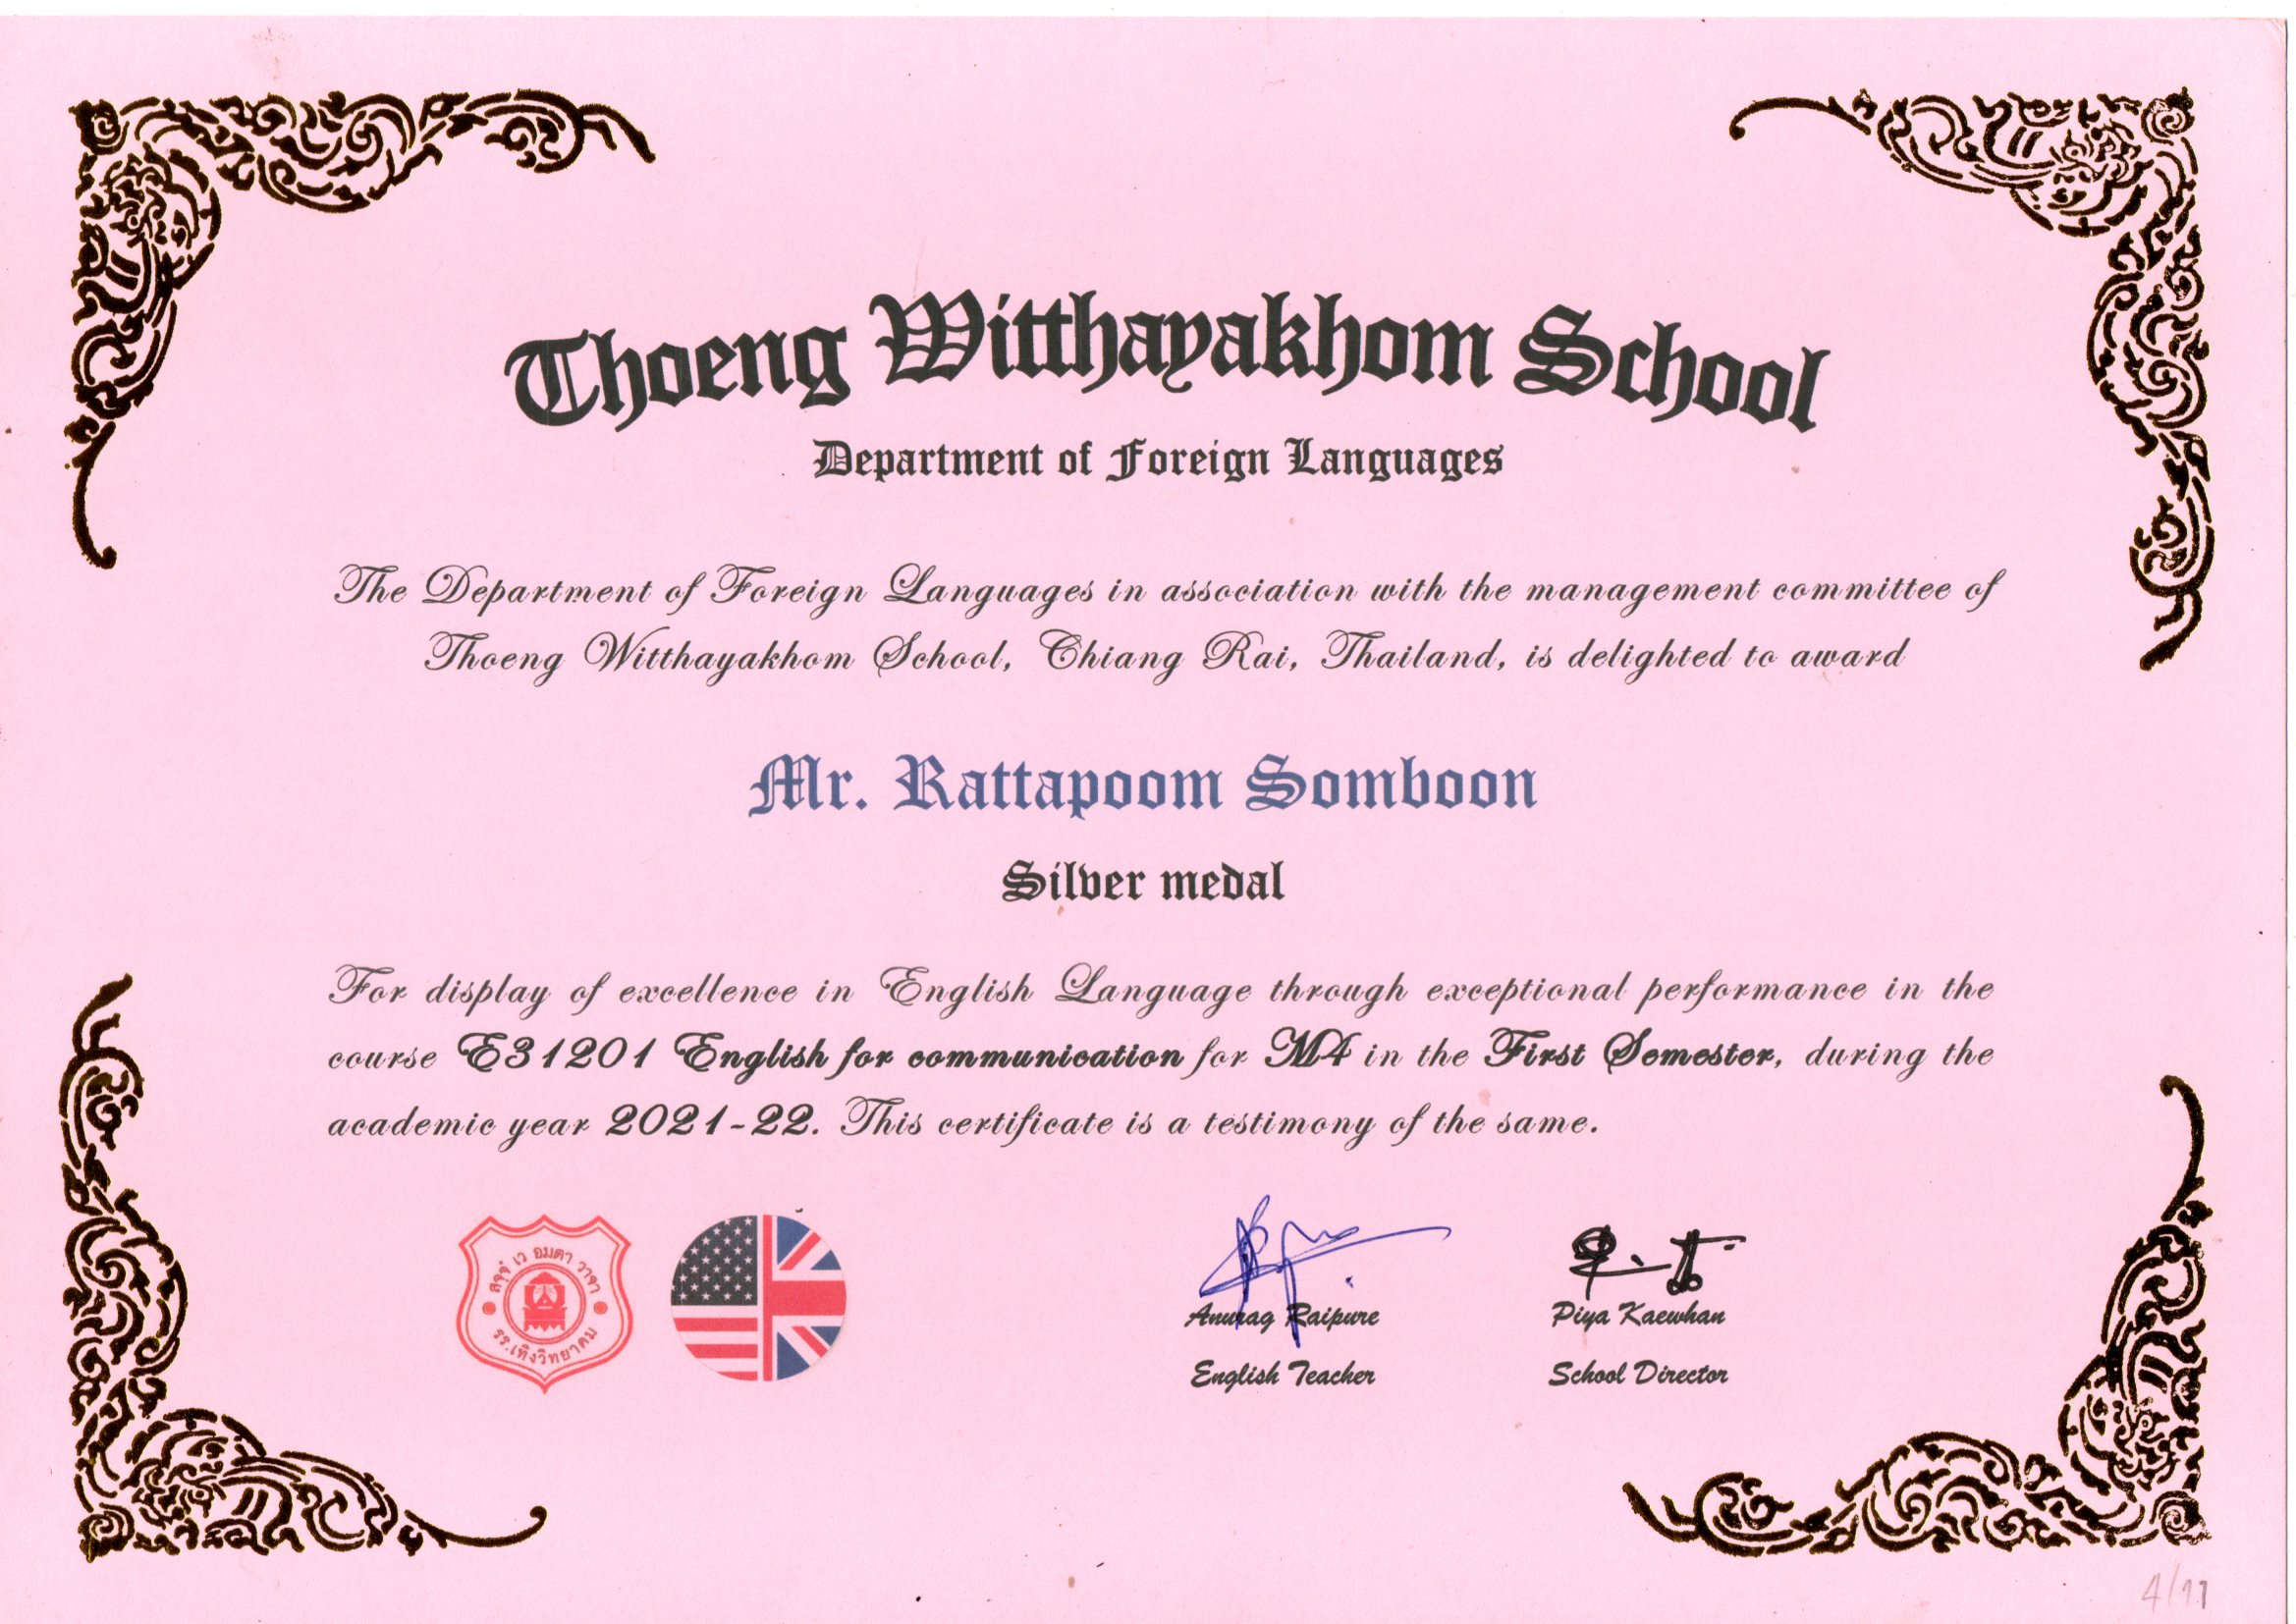 Thoeng Witthayakhom School
Department of Foreign Languages
The Department of Foreign Languages in association with the management committee of
Thoeng Witthayakhom School, Chiang Rai, Thailand, is delighted to award
Mr. Rattapoom Somboon
Silver medal
For display of excellence in English Language through exceptional performance in the
course E31201 English for communication for M4 in the First Semester, during the
academic year 2021-22. This certificate is a testimony of the same.
สจฺจํ เว อมตา วาจา
รร.เทิงวิทยาคม
Anurag Raipure
English Teacher
Piya Kaewhan
School Director
4/11